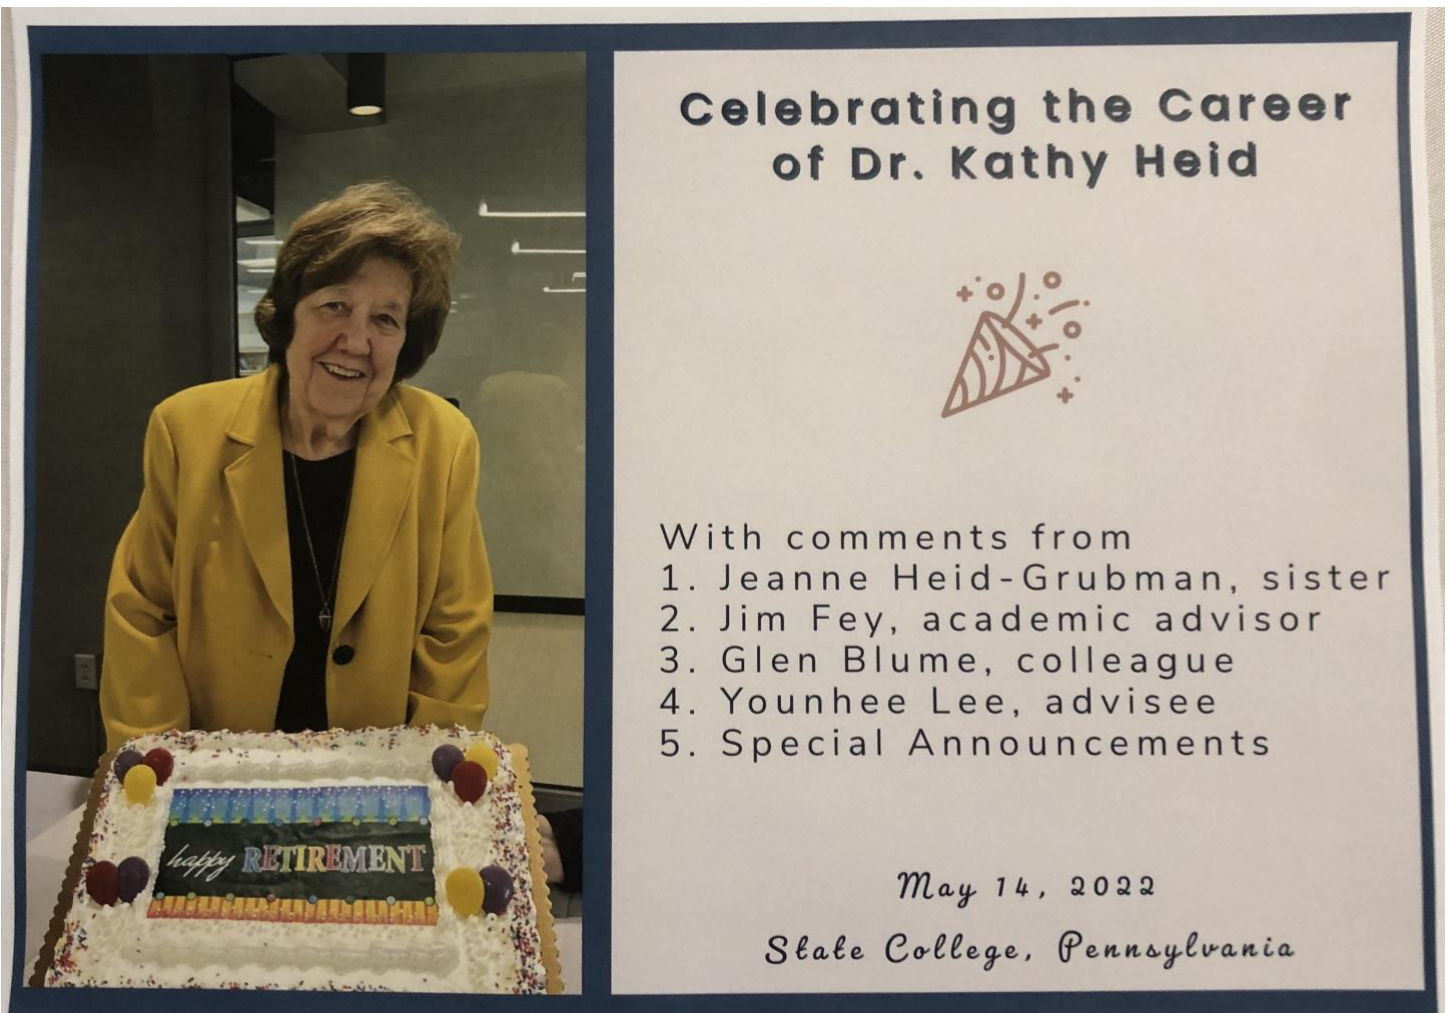 Celebrating the Career
of Dr. Kathy Heid
With comments from
1. Jeanne Heid-Grubman, sister
2. Jim Fey, academic advisor
3. Glen Blume, colleague
4. Younhee Lee, advisee
5. Special Announcements
May 14, 2022
State College, Pennsylvania
happy RETIREMENT